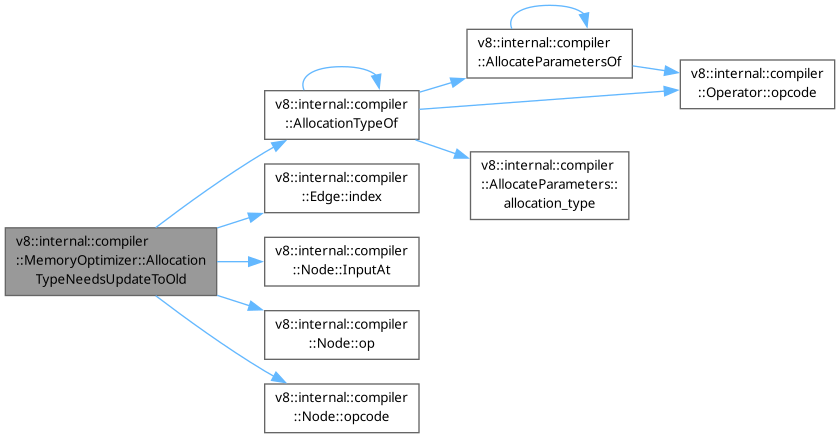 v8::internal::compiler
::MemoryOptimizer::Allocation
TypeNeedsUpdateToOld
v8::internal::compiler
::AllocationTypeOf
v8::internal::compiler
::AllocateParametersOf
v8::internal::compiler
::Operator::opcode
v8::internal::compiler
::AllocateParameters::
allocation_type
v8::internal::compiler
::Edge::index
v8::internal::compiler
::Node::InputAt
v8::internal::compiler
::Node::op
v8::internal::compiler
::Node::opcode